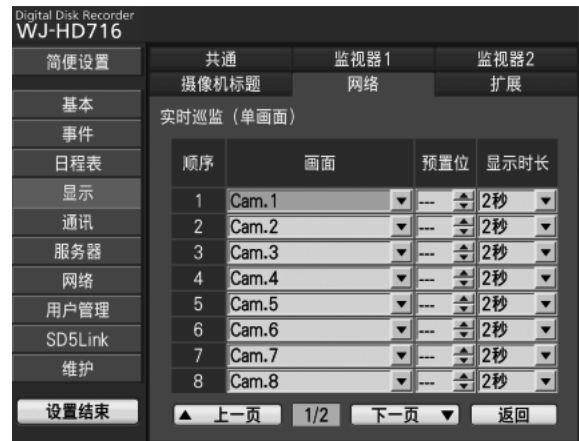 Digital Disk Recorder
WJ-HD716
简便设置
基本
事件
日程表
显示
通讯
服务器
网络
用户管理
SD5Link
维护
设置结束
共通 监视器1 监视器2
摄像机标题 网络 扩展
实时巡监（单画面）
顺序 画面 预置位 显示时长
1 Cam.1 --- 2秒
2 Cam.2 --- 2秒
3 Cam.3 --- 2秒
4 Cam.4 --- 2秒
5 Cam.5 --- 2秒
6 Cam.6 --- 2秒
7 Cam.7 --- 2秒
8 Cam.8 --- 2秒
▲ 上一页 1/2 下一页 ▼ 返回